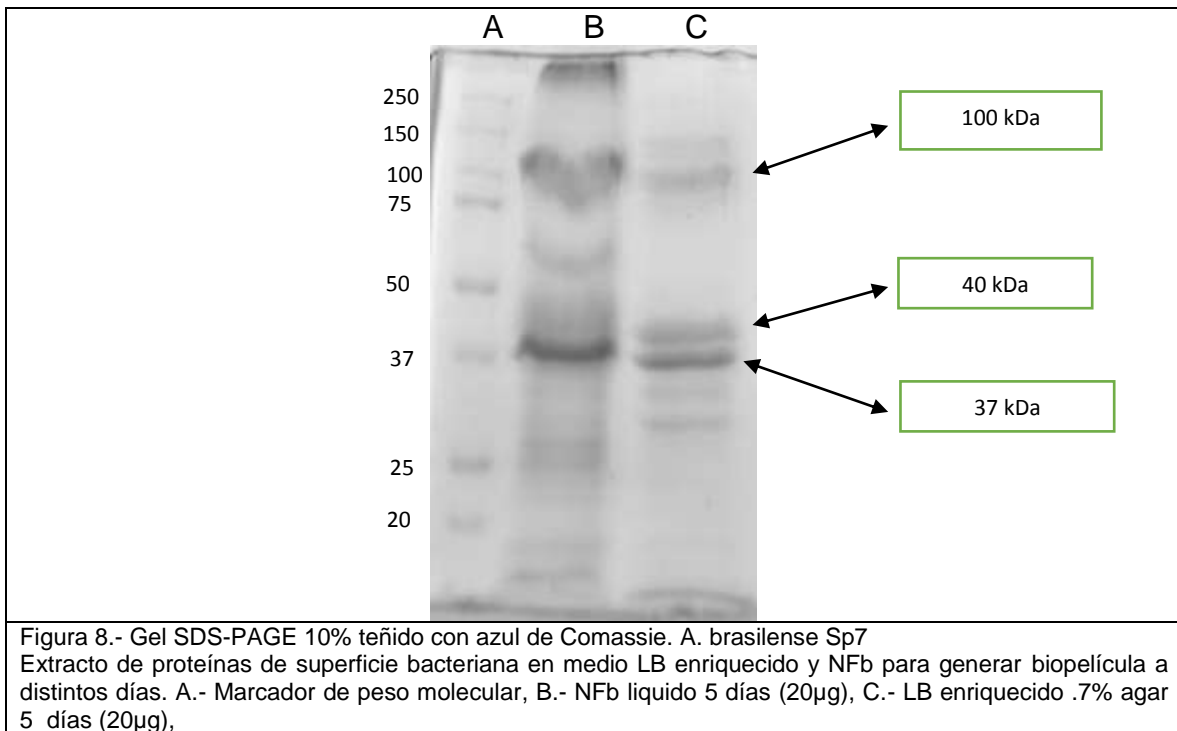 A B C
250
150
100
75
50
37
25
20
100 kDa
40 kDa
37 kDa
Figura 8.- Gel SDS-PAGE 10% teñido con azul de Comassie. A. brasilense Sp7
Extracto de proteínas de superficie bacteriana en medio LB enriquecido y NFb para generar biopelícula a
distintos días. A.- Marcador de peso molecular, B.- NFb liquido 5 días (20µg), C.- LB enriquecido .7% agar
5 días (20µg),